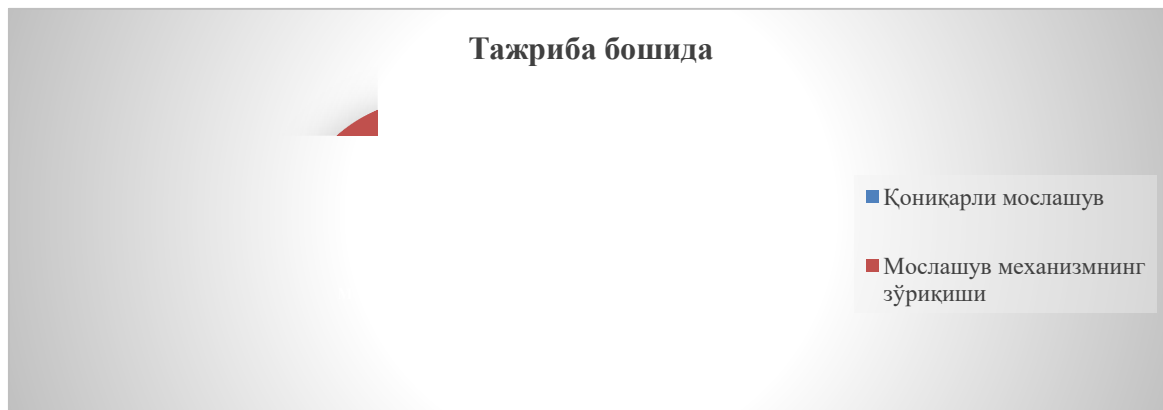 Тажриба бошида
Қониқарли мослашув
Мослашув механизмнинг
зўриқиши